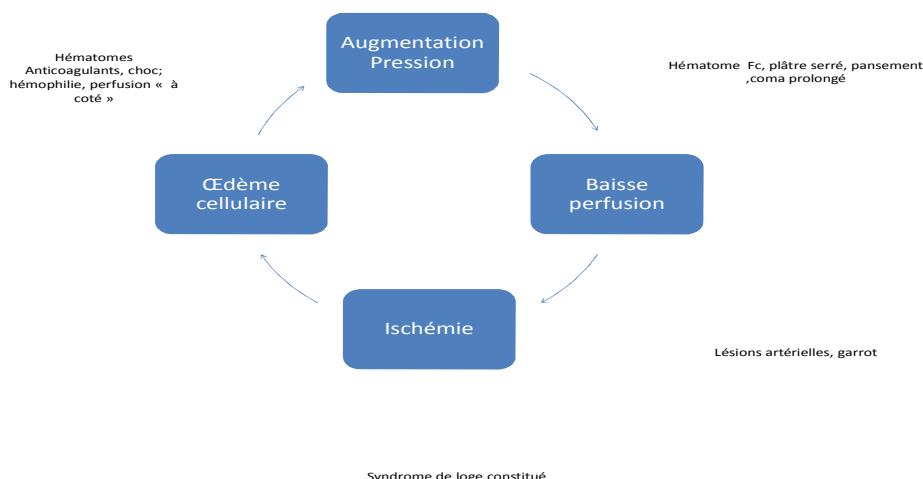 Augmentation
Pression
Hématomes
Anticoagulants, choc;
hémophilie, perfusion « à
coté »
Hématome Fc, plâtre serré, pansement
,coma prolongé
Œdème
cellulaire
Baisse
perfusion
Ischémie
Lésions artérielles, garrot
Syndrome de loge constitué